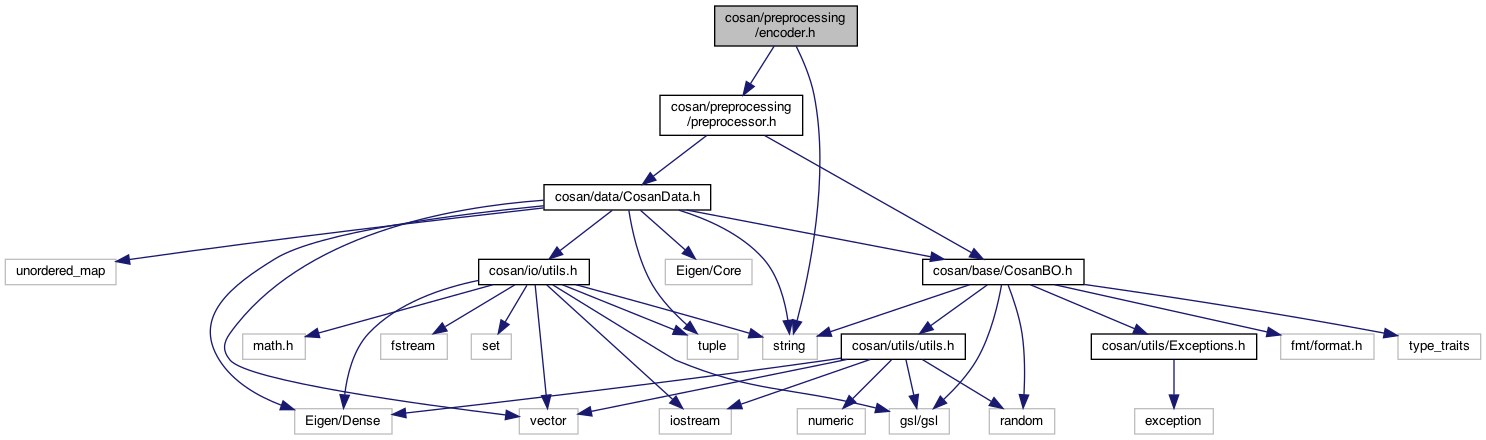 cosan/preprocessing
/encoder.h
cosan/preprocessing
/preprocessor.h
cosan/data/CosanData.h
unordered_map
cosan/io/utils.h
Eigen/Core
cosan/base/CosanBO.h
math.h
fstream
set
tuple
string
cosan/utils/utils.h
cosan/utils/Exceptions.h
fmt/format.h
type_traits
Eigen/Dense
vector
iostream
numeric
gsl/gsl
random
exception